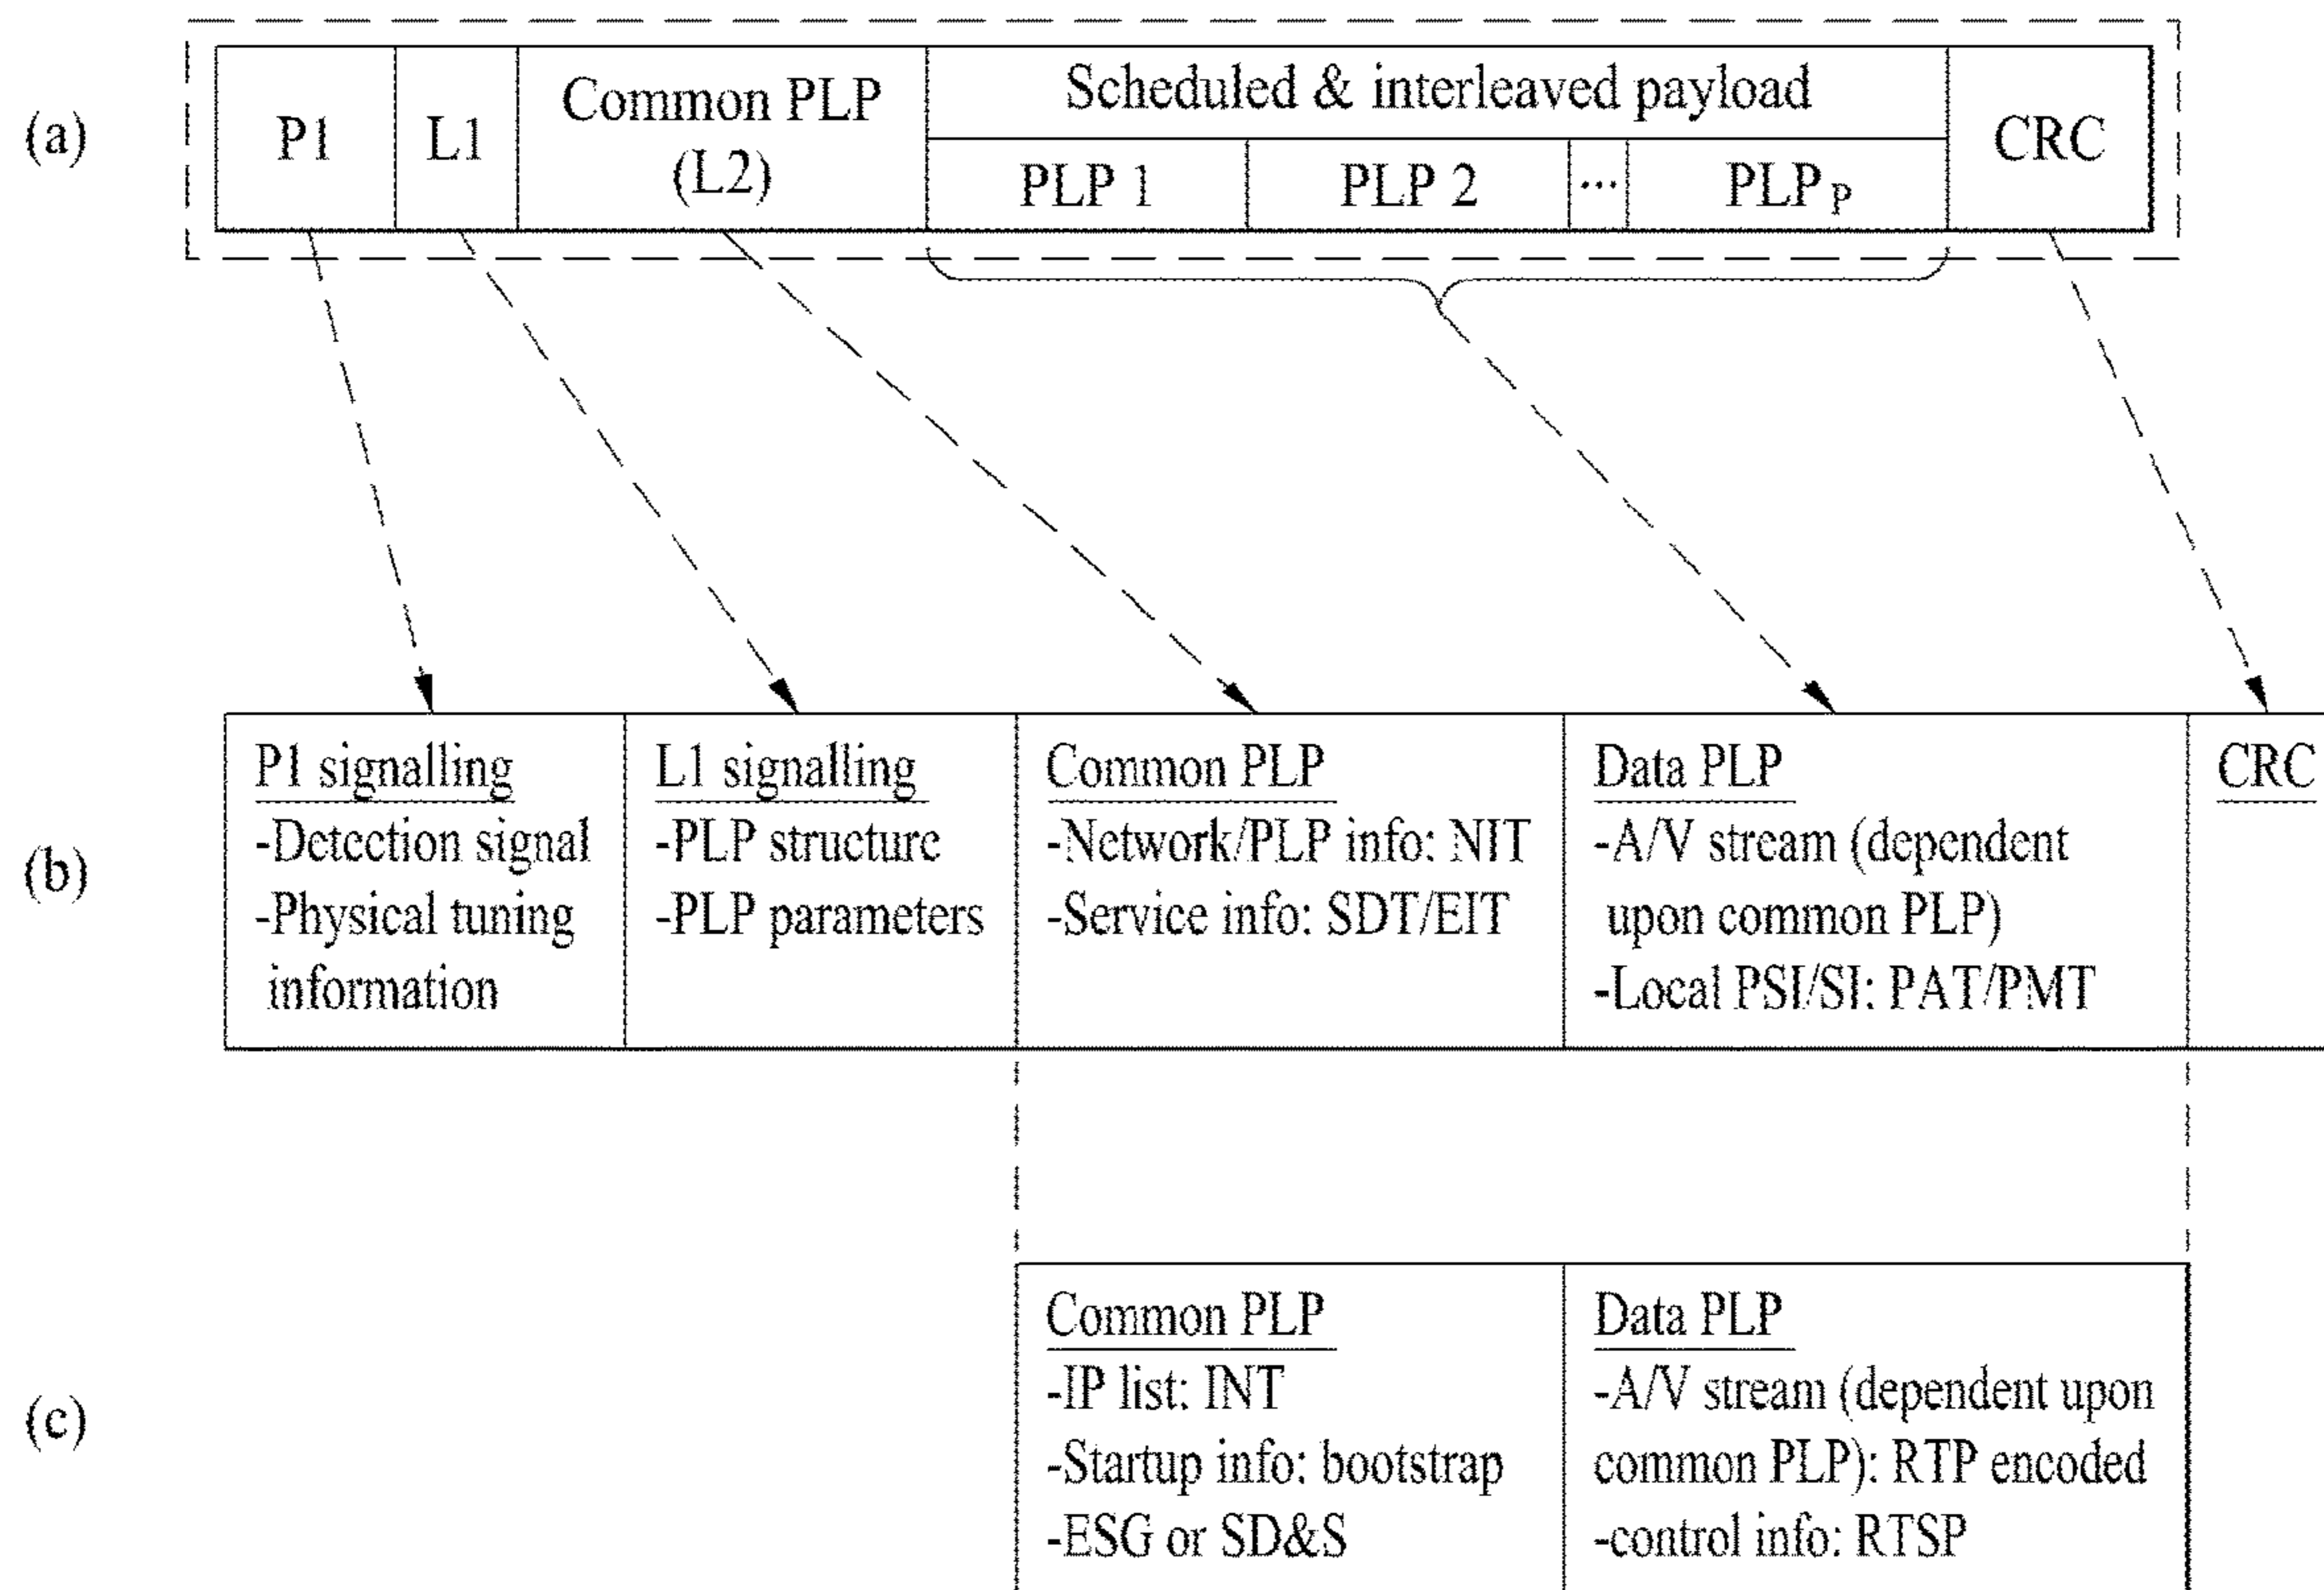 (a)
P1
L1
Common PLP
(L2)
Scheduled & interleaved payload
PLP 1
PLP 2
...
PLP P
CRC
(b)
P1 signalling
-Detection signal
-Physical tuning
information
L1 signalling
-PLP structure
-PLP parameters
Common PLP
-Network/PLP info: NIT
-Service info: SDT/EIT
Data PLP
-A/V stream (dependent
upon common PLP)
-Local PSI/SI: PAT/PMT
CRC
(c)
Common PLP
-IP list: INT
-Startup info: bootstrap
-ESG or SD&S
Data PLP
-A/V stream (dependent upon
common PLP): RTP encoded
-control info: RTSP